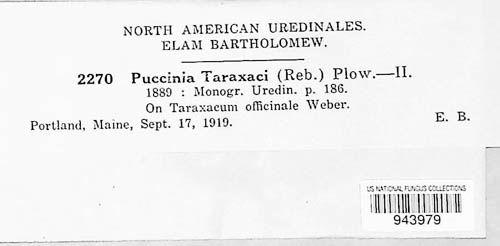 NORTH AMERICAN UREDINALES.
ELAM BARTHOLOMEW.
2270 Puccinia Taraxaci (Reb.) Plow.—II.
1889 : Monogr. Uredin. p. 186.
On Taraxacum officinale Weber.
Portland, Maine, Sept. 17, 1919. E. B.
US NATIONAL FUNGUS COLLECTIONS
943979